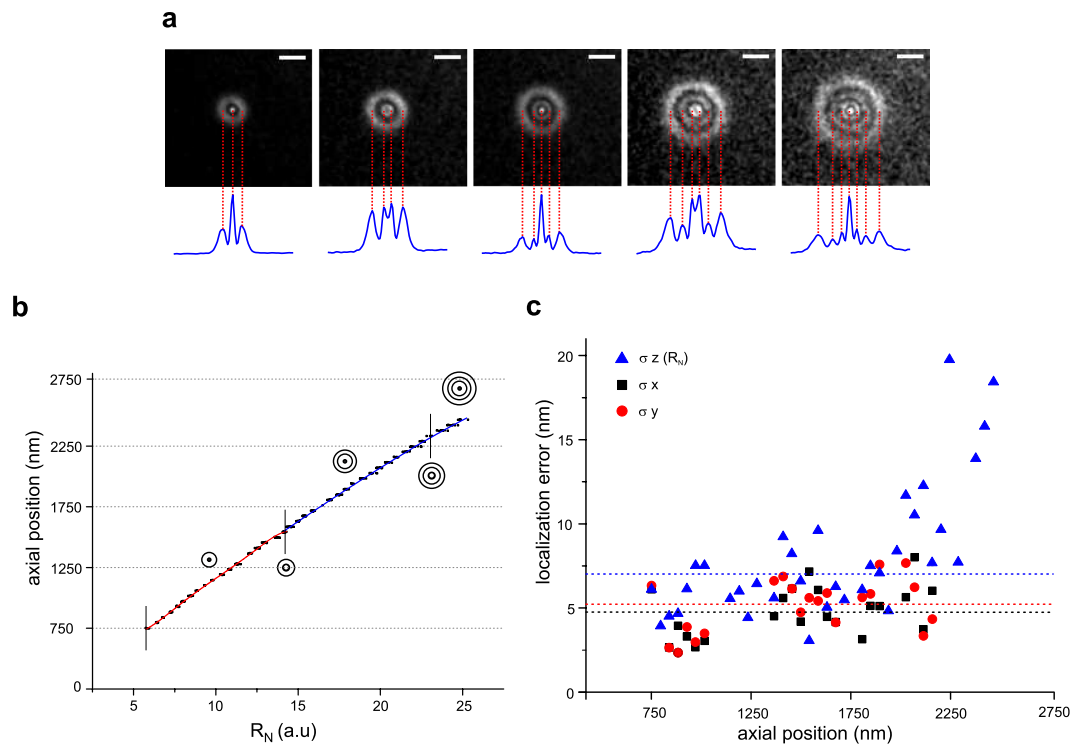 a
b
2750
2250
1750
1250
750
0
5
10
15
20
25
axial position (nm)
R_N (a.u)
c
σ z (R_N)
σ x
σ y
20
15
10
5
0
750
1250
1750
2250
2750
localization error (nm)
axial position (nm)